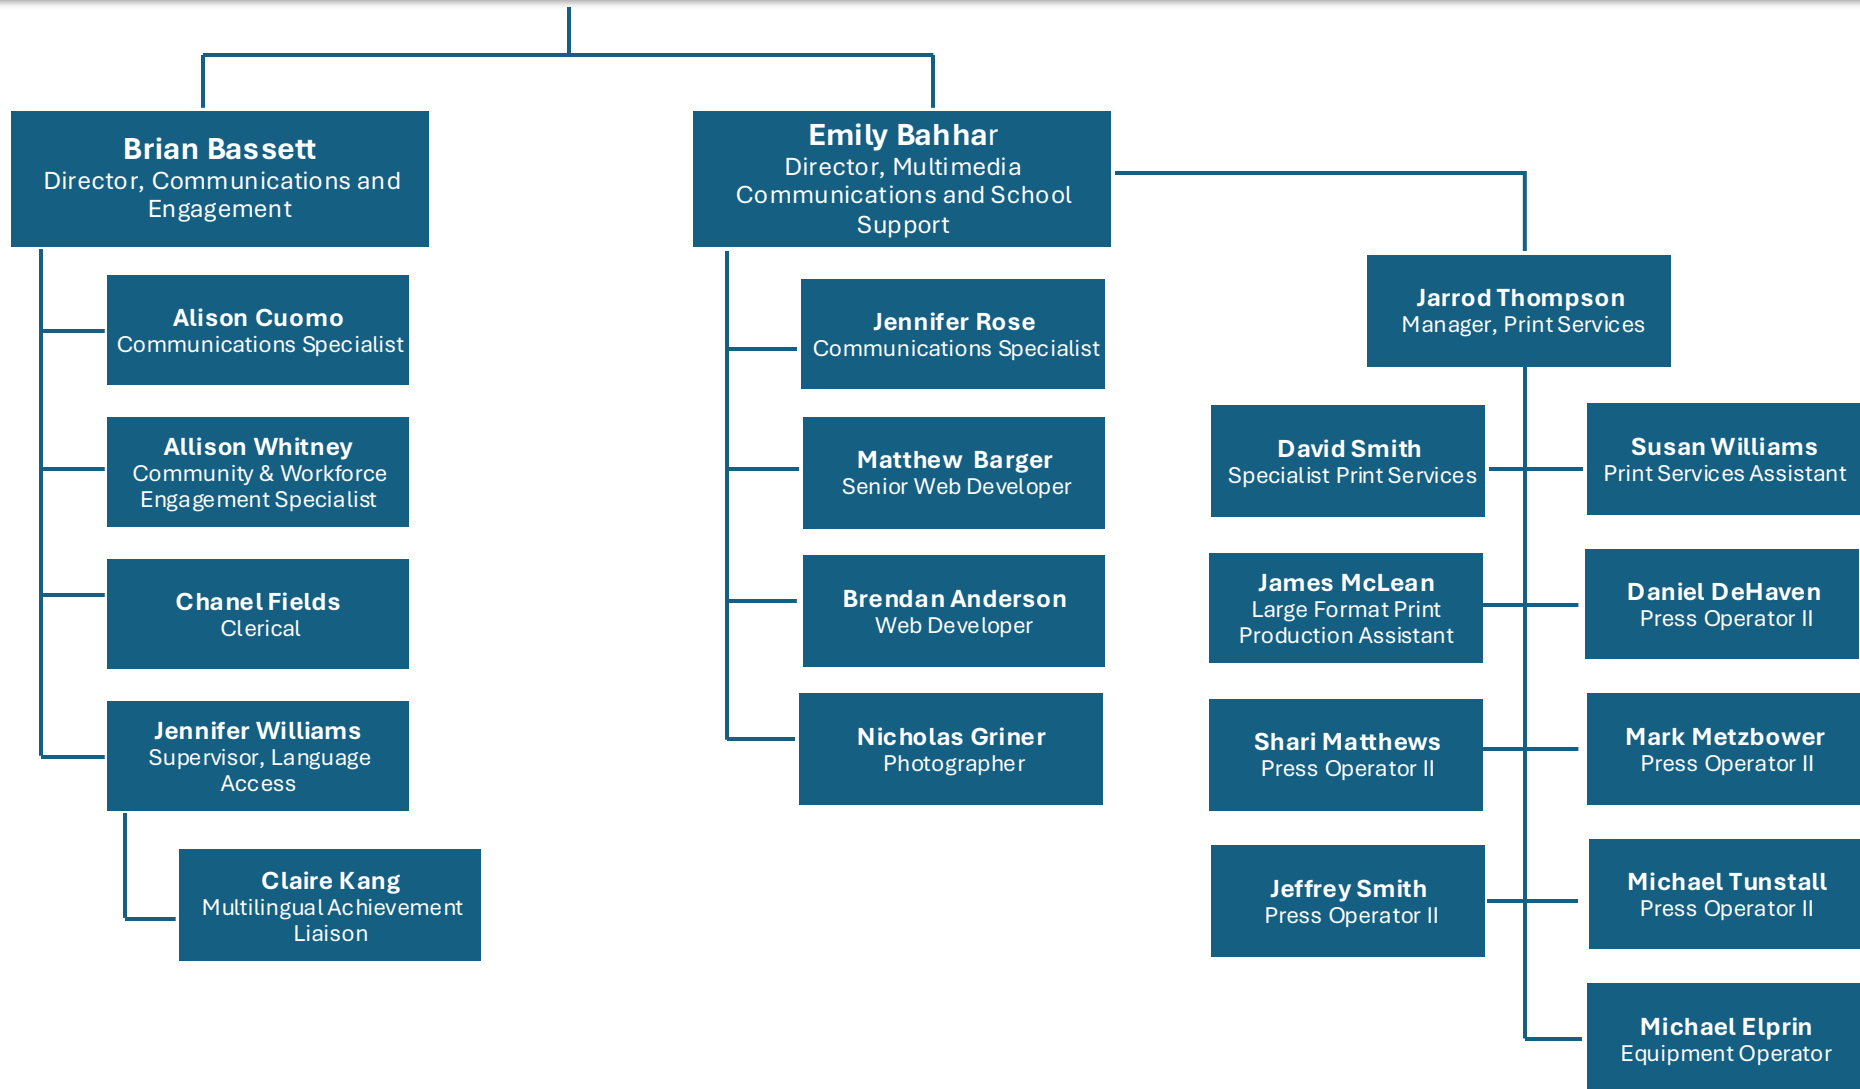 Brian Bassett
Director, Communications and
Engagement
Alison Cuomo
Communications Specialist
Allison Whitney
Community & Workforce
Engagement Specialist
Chanel Fields
Clerical
Jennifer Williams
Supervisor, Language
Access
Claire Kang
Multilingual Achievement
Liaison
Emily Bahhar
Director, Multimedia
Communications and School
Support
Jennifer Rose
Communications Specialist
Matthew Barger
Senior Web Developer
Brendan Anderson
Web Developer
Nicholas Griner
Photographer
Jarrod Thompson
Manager, Print Services
David Smith
Specialist Print Services
Susan Williams
Print Services Assistant
James McLean
Large Format Print
Production Assistant
Daniel DeHaven
Press Operator II
Shari Matthews
Press Operator II
Mark Metzbower
Press Operator II
Jeffrey Smith
Press Operator II
Michael Tunstall
Press Operator II
Michael Elprin
Equipment Operator